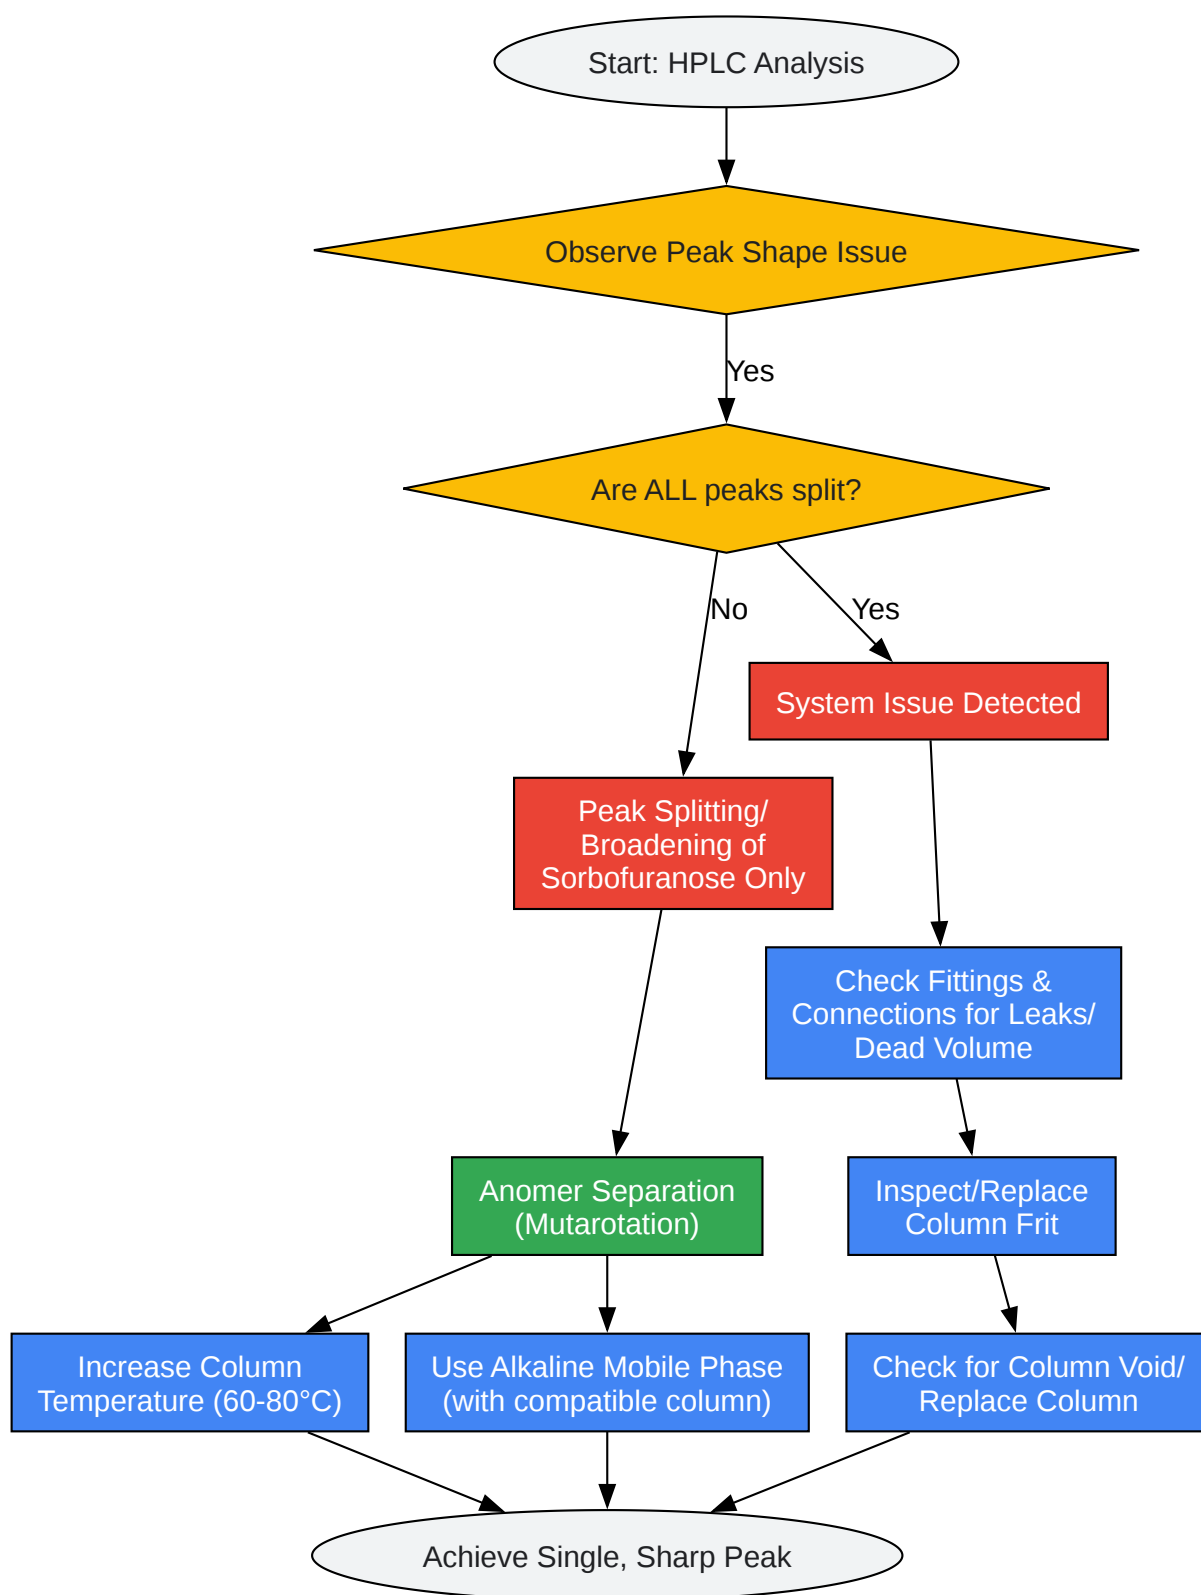 Start: HPLC Analysis
Observe Peak Shape Issue
Yes
Are ALL peaks split?
No
Yes
System Issue Detected
Peak Splitting/
Broadening of
Sorbofuranose Only
Check Fittings &
Connections for Leaks/
Dead Volume
Anomer Separation
(Mutarotation)
Inspect/Replace
Column Frit
Increase Column
Temperature (60-80°C)
Use Alkaline Mobile Phase
(with compatible column)
Check for Column Void/
Replace Column
Achieve Single, Sharp Peak